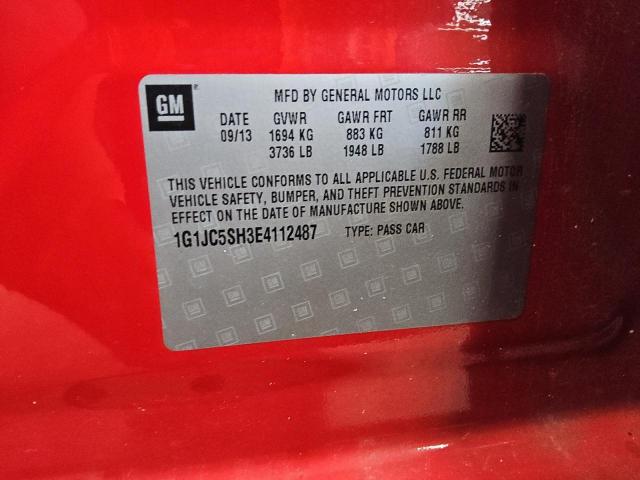 GM
MFD BY GENERAL MOTORS LLC
DATE GVWR GAWR FRT GAWR RR
09/13 1694 KG 883 KG 811 KG
3736 LB 1948 LB 1788 LB
THIS VEHICLE CONFORMS TO ALL APPLICABLE U.S. FEDERAL MOTOR
VEHICLE SAFETY, BUMPER, AND THEFT PREVENTION STANDARDS IN
EFFECT ON THE DATE OF MANUFACTURE SHOWN ABOVE.
1G1JC5SH3E4112487 TYPE: PASS CAR